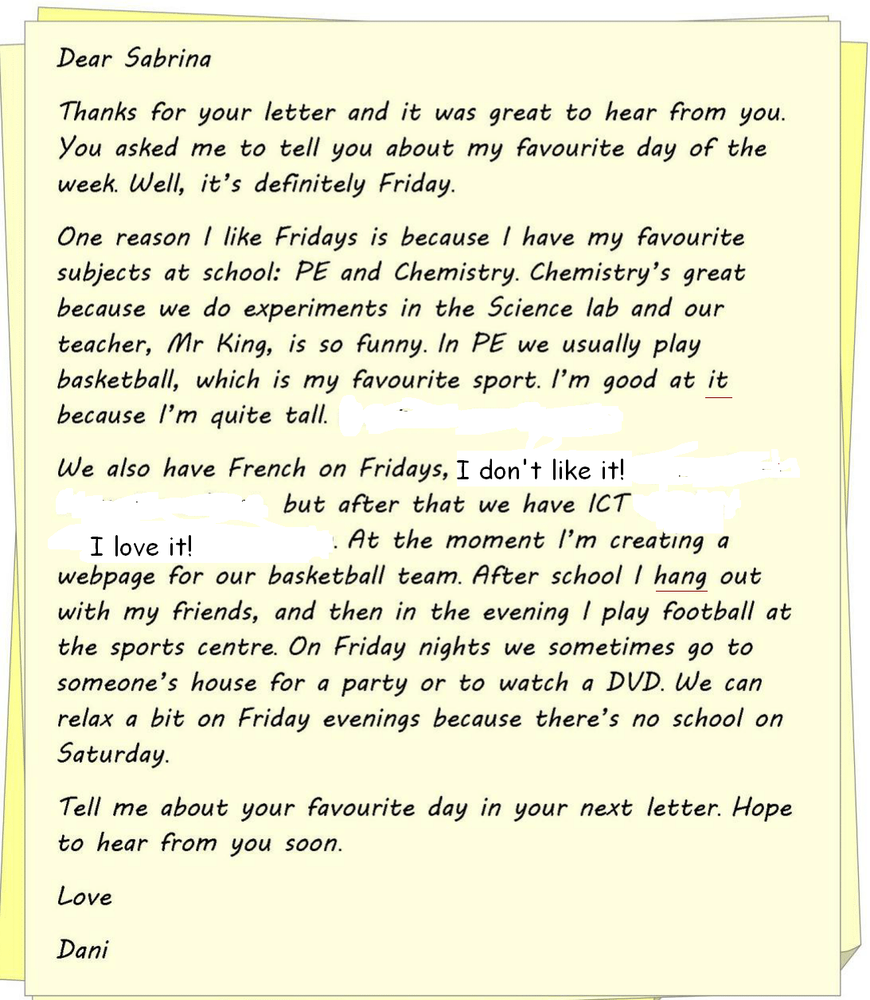 Dear Sabrina
Thanks for your letter and it was great to hear from you.
You asked me to tell you about my favourite day of the
week. Well, it's definitely Friday.
One reason I like Fridays is because I have my favourite
subjects at school: PE and Chemistry. Chemistry's great
because we do experiments in the Science lab and our
teacher, Mr King, is so funny. In PE we usually play
basketball, which is my favourite sport. I'm good at it
because I'm quite tall.
We also have French on Fridays, I don't like it!
but after that we have ICT
I love it! . At the moment I'm creating a
webpage for our basketball team. After school I hang out
with my friends, and then in the evening I play football at
the sports centre. On Friday nights we sometimes go to
someone's house for a party or to watch a DVD. We can
relax a bit on Friday evenings because there's no school on
Saturday.
Tell me about your favourite day in your next letter. Hope
to hear from you soon.
Love
Dani